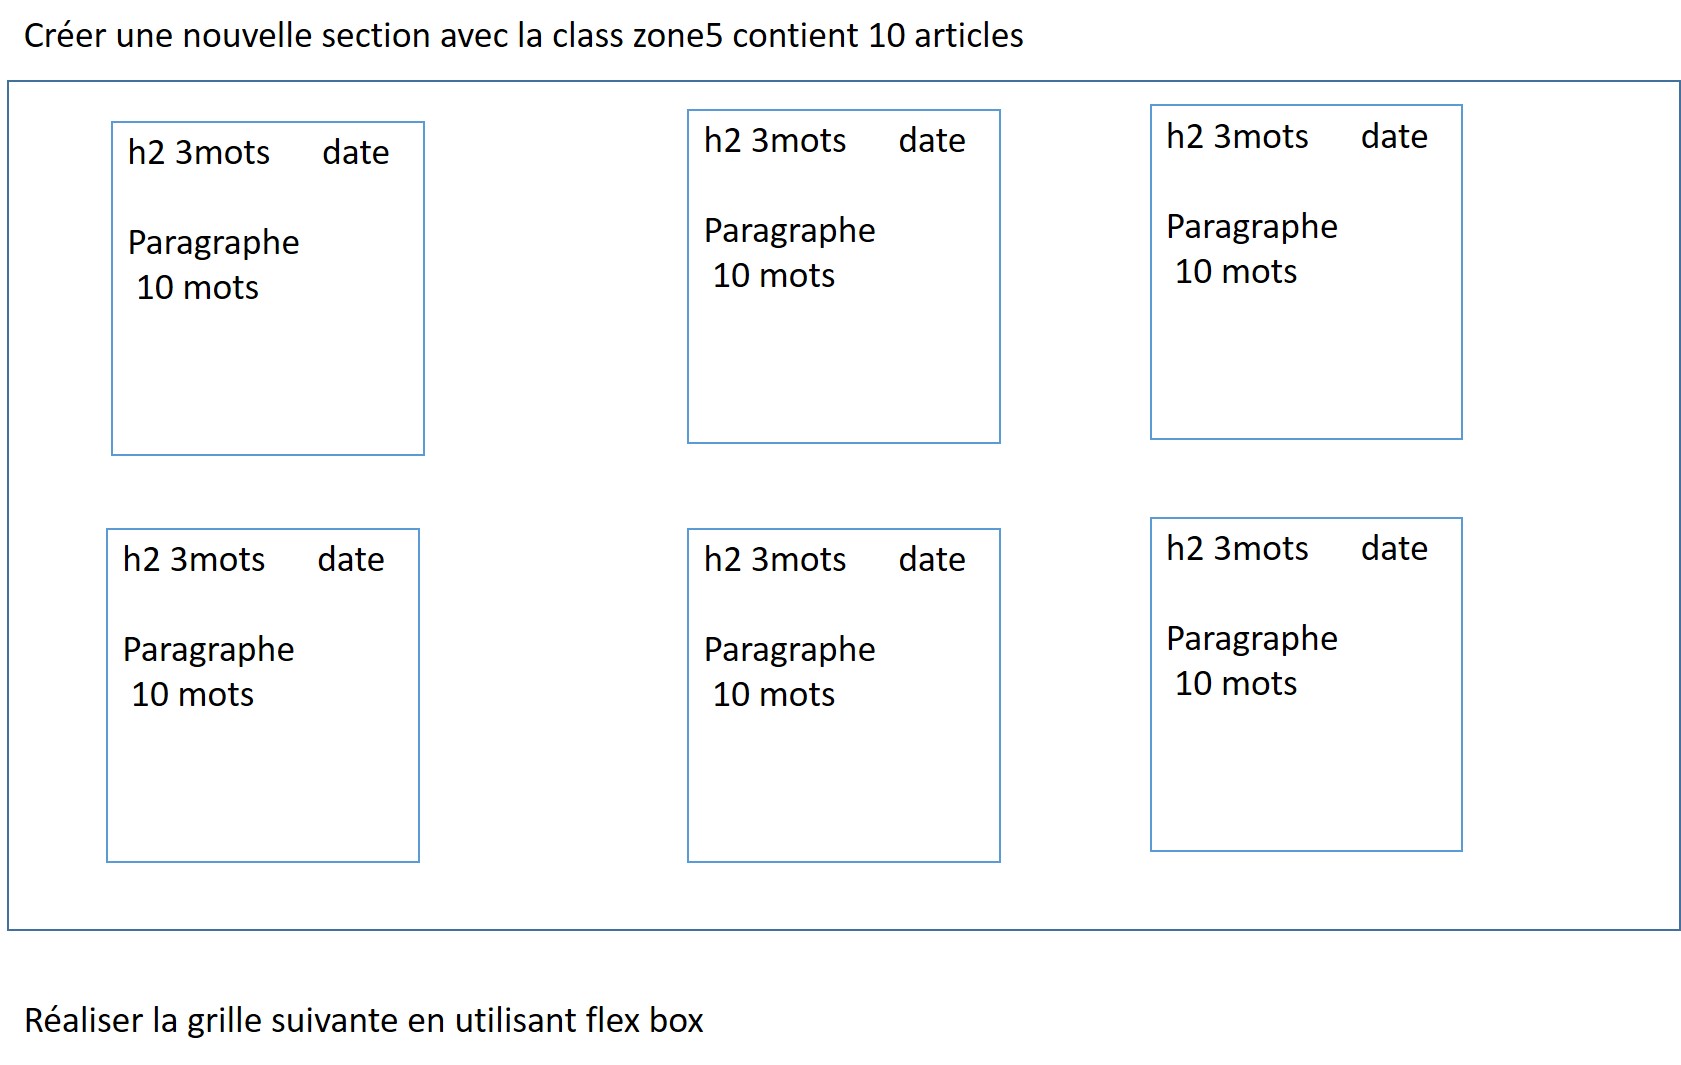 Créer une nouvelle section avec la class zone5 contient 10 articles
h2 3mots date
Paragraphe
10 mots
h2 3mots date
Paragraphe
10 mots
h2 3mots date
Paragraphe
10 mots
h2 3mots date
Paragraphe
10 mots
h2 3mots date
Paragraphe
10 mots
h2 3mots date
Paragraphe
10 mots
Réaliser la grille suivante en utilisant flex box